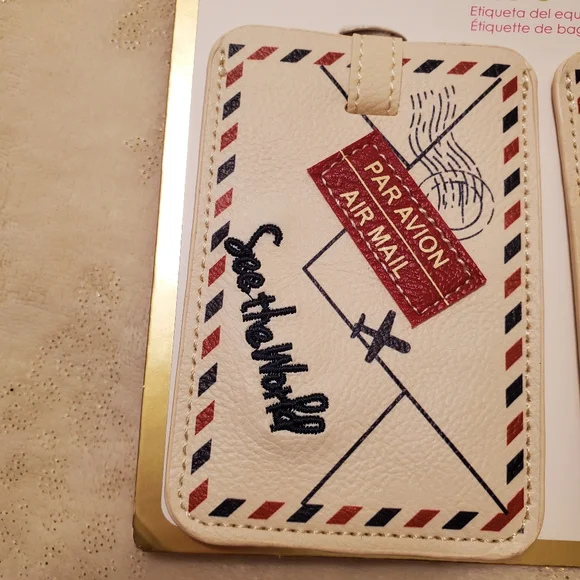 Etiqueta del equ
Étiquette de bag
PAR AVION
AIR MAIL
See the World